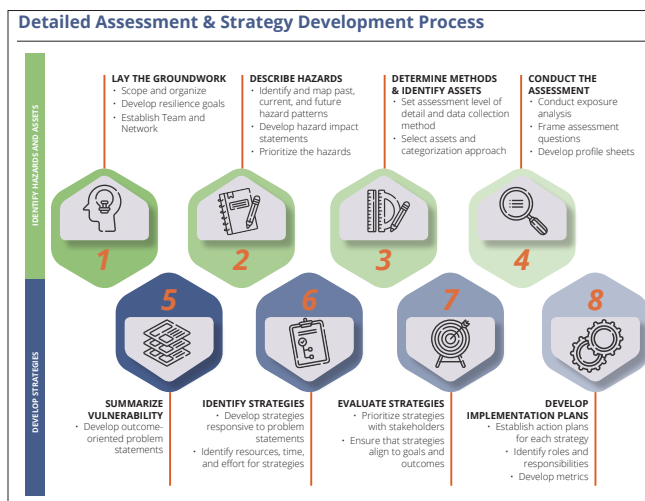 Detailed Assessment & Strategy Development Process
IDENTIFY HAZARDS AND ASSETS
LAY THE GROUNDWORK
• Scope and organize
• Develop resilience goals
• Establish Team and
Network
DESCRIBE HAZARDS
• Identify and map past,
current, and future
hazard patterns
• Develop hazard impact
statements
• Prioritize the hazards
DETERMINE METHODS
& IDENTIFY ASSETS
• Set assessment level of
detail and data collection
method
• Select assets and
categorization approach
CONDUCT THE
ASSESSMENT
• Conduct exposure
analysis
• Frame assessment
questions
• Develop profile sheets
1
2
3
4
DEVELOP STRATEGIES
5
6
7
8
SUMMARIZE
VULNERABILITY
• Develop outcome-
oriented problem
statements
IDENTIFY STRATEGIES
• Develop strategies
responsive to problem
statements
• Identify resources, time,
and effort for strategies
EVALUATE STRATEGIES
• Prioritize strategies
with stakeholders
• Ensure that strategies
align to goals and
outcomes
DEVELOP
IMPLEMENTATION PLANS
• Establish action plans
for each strategy
• Identify roles and
responsibilities
• Develop metrics